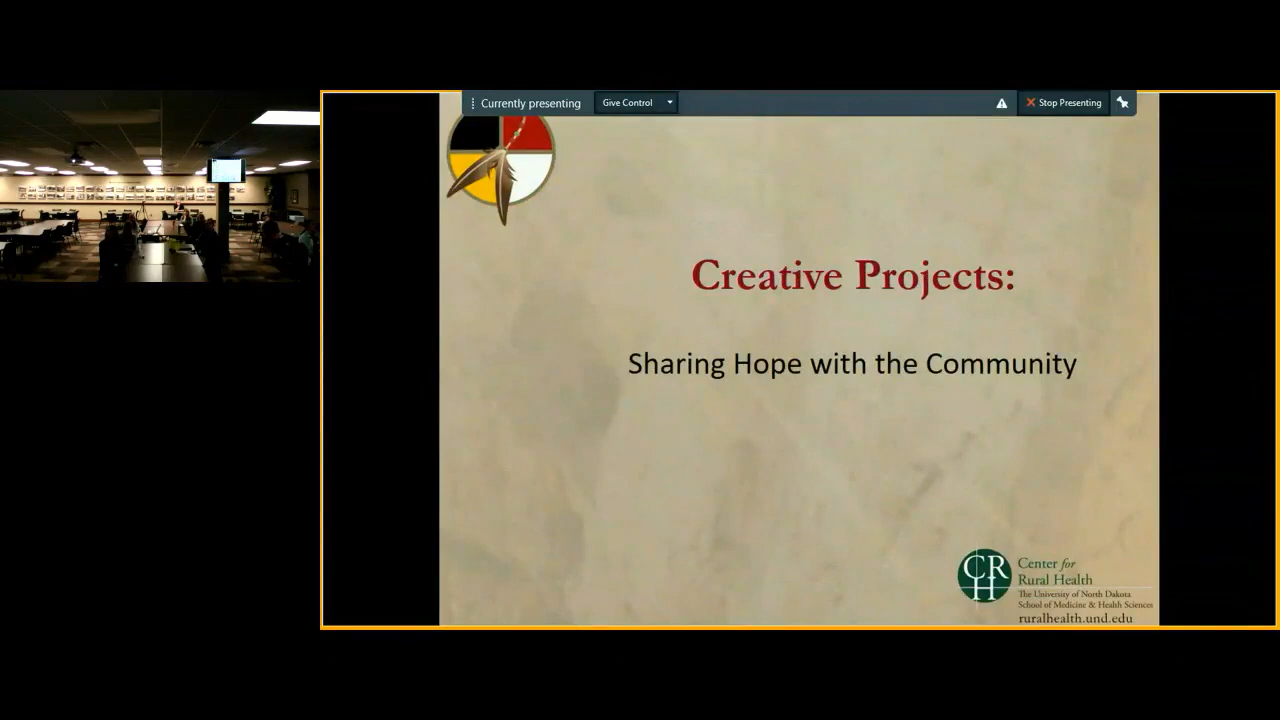 Currently presenting
Give Control
Stop Presenting
Creative Projects:
Sharing Hope with the Community
CRH
Center for
Rural Health
The University of North Dakota
School of Medicine & Health Sciences
ruralhealth.und.edu